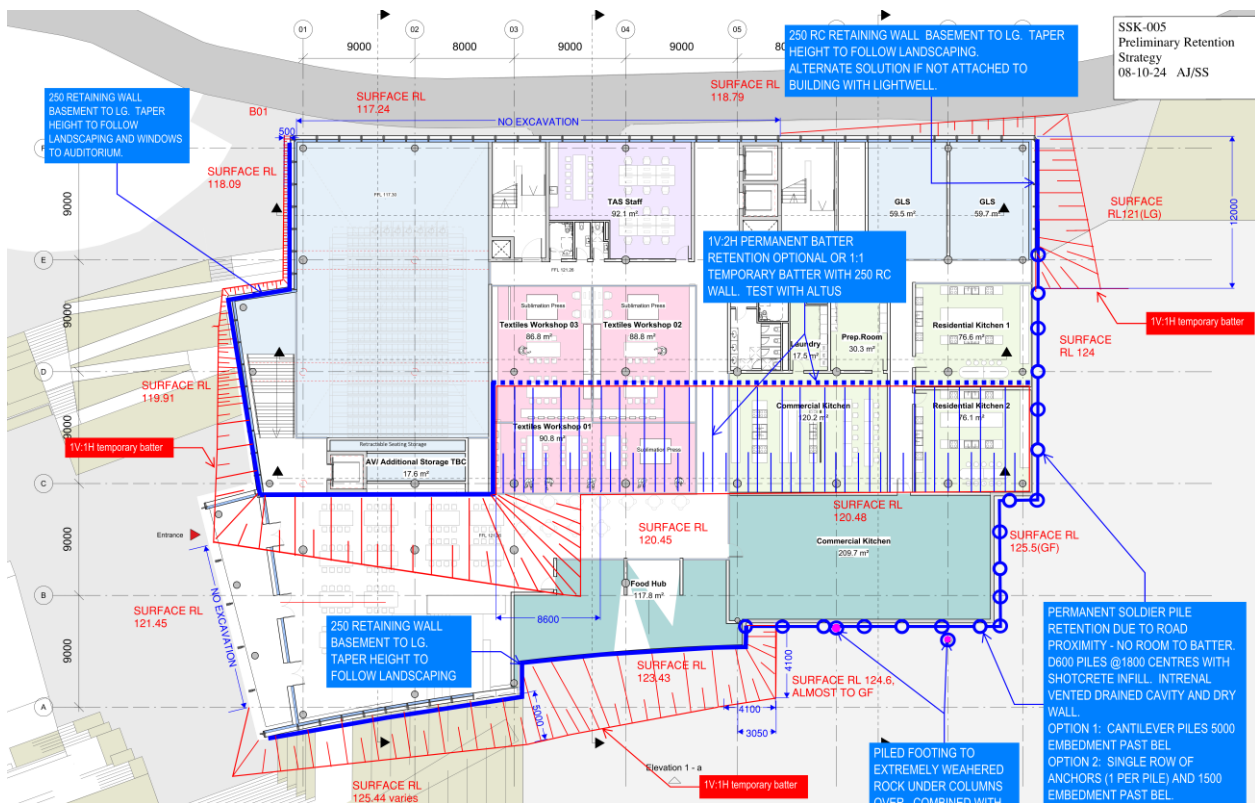 01
02
03
04
05
9000
8000
9000
9000
SSK-005
Preliminary Retention
Strategy
08-10-24 AJ/SS
250 RC RETAINING WALL BASEMENT TO LG. TAPER
HEIGHT TO FOLLOW LANDSCAPING.
ALTERNATE SOLUTION IF NOT ATTACHED TO
BUILDING WITH LIGHTWELL.
250 RETAINING WALL
BASEMENT TO LG. TAPER
HEIGHT TO FOLLOW
LANDSCAPING AND WINDOWS
TO AUDITORIUM.
B01
SURFACE RL
117.24
SURFACE RL
118.79
NO EXCAVATION
500
F
SURFACE RL
118.09
FFL 117.30
TAS Staff
92.1 m²
GLS
59.5 m²
GLS
59.7 m²
SURFACE
RL121(LG)
12000
9000
1V:2H PERMANENT BATTER
RETENTION OPTIONAL OR 1:1
TEMPORARY BATTER WITH 250 RC
WALL. TEST WITH ALTUS
E
Sublimation Press
Sublimation Press
Textiles Workshop 03
86.8 m²
Textiles Workshop 02
88.8 m²
Laundry
17.5 m²
Prep.Room
30.3 m²
Residential Kitchen 1
76.6 m²
1V:1H temporary batter
SURFACE
RL 124
9000
D
SURFACE RL
119.91
Commercial Kitchen
120.2 m²
Residential Kitchen 2
76.1 m²
Textiles Workshop 01
90.8 m²
Sublimation Press
Retractable Seating Storage
AV/ Additional Storage TBC
17.6 m²
1V:1H temporary batter
9000
C
SURFACE RL
120.48
SURFACE RL
120.45
Entrance
SURFACE RL
125.5(GF)
Commercial Kitchen
209.7 m²
9000
B
Food Hub
117.8 m²
NO EXCAVATION
SURFACE RL
121.45
8600
250 RETAINING
WALL
BASEMENT TO LG.
TAPER HEIGHT TO
FOLLOW LANDSCAPING
SURFACE RL
123.43
4100
SURFACE RL 124.6,
ALMOST TO GF
PERMANENT SOLDIER PILE
RETENTION DUE TO ROAD
PROXIMITY - NO ROOM TO BATTER.
D600 PILES @1800 CENTRES WITH
SHOTCRETE INFILL. INTRENAL
VENTED DRAINED CAVITY AND DRY
WALL.
OPTION 1: CANTILEVER PILES 5000
EMBEDMENT PAST BEL
OPTION 2: SINGLE ROW OF
ANCHORS (1 PER PILE) AND 1500
EMBEDMENT PAST BEL.
9000
A
5000
4100
3050
PILED FOOTING TO
EXTREMELY WEAHERED
ROCK UNDER COLUMNS
OVER. COMBINED WITH
Elevation 1 - a
1V:1H temporary batter
SURFACE RL
125.44 varies